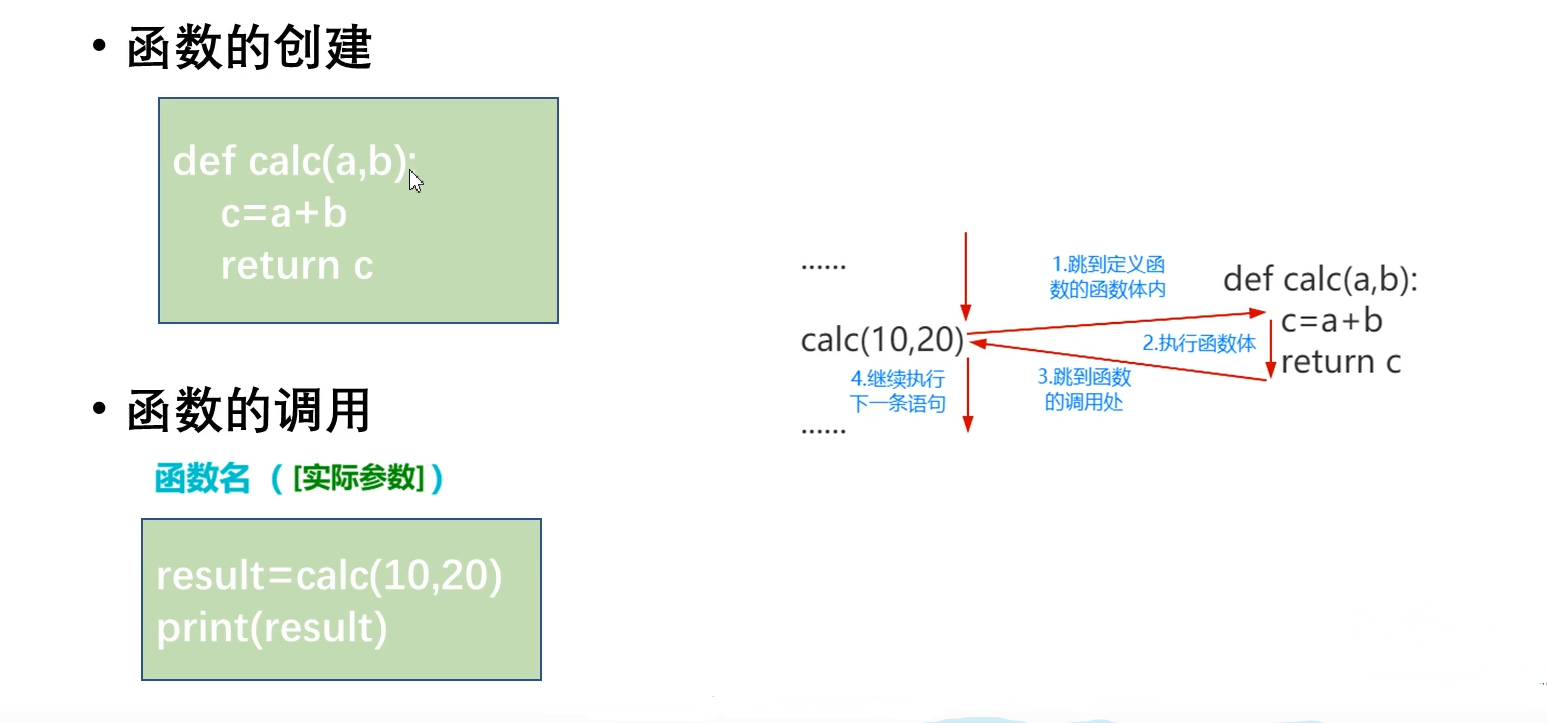 • 函数的创建
def calc(a,b):
c=a+b
return c
• 函数的调用
函数名（[实际参数]）
result=calc(10,20)
print(result)
......
calc(10,20)
......
1.跳到定义函
数的函数体内
def calc(a,b):
c=a+b
return c
2.执行函数体
3.跳到函数
的调用处
4.继续执行
下一条语句